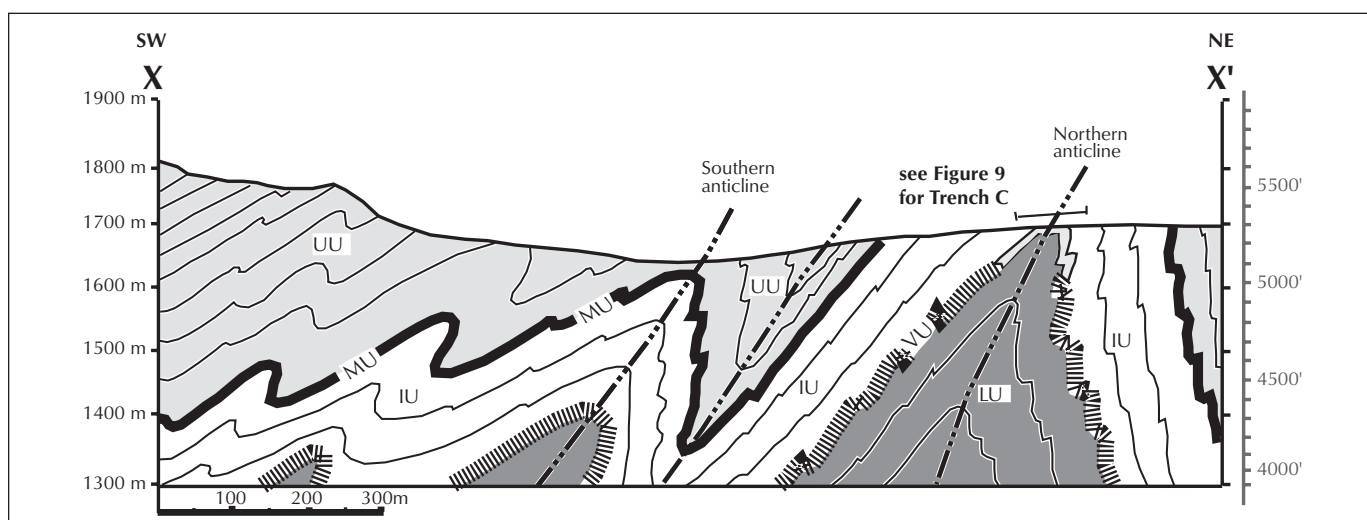 SW
NE
X
X'
1900 m
1800 m
1700 m
1600 m
1500 m
1400 m
1300 m
Southern
anticline
see Figure 9
for Trench C
Northern
anticline
5500'
5000'
4500'
4000'
UU
UU
MU
MU
IU
IU
VU
LU
IU
100
200
300m